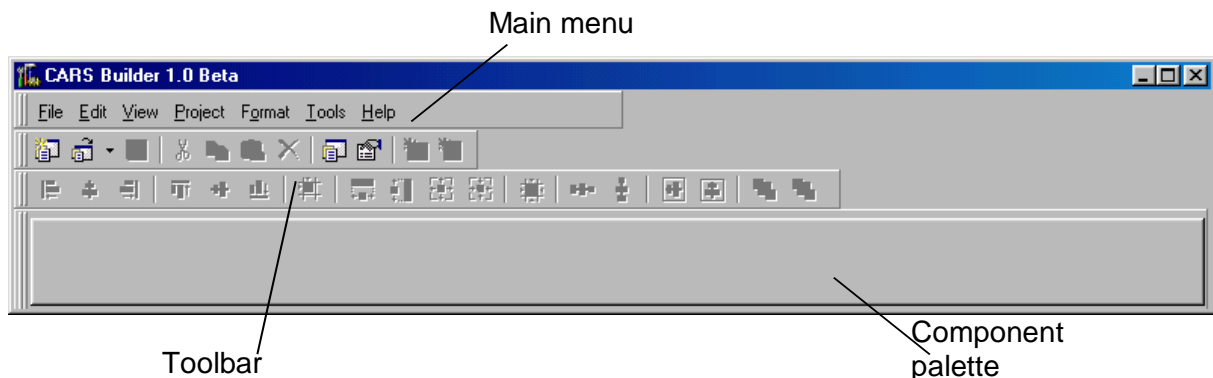 Main menu
CARS Builder 1.0 Beta
File Edit View Project Format Tools Help
Toolbar
Component
palette